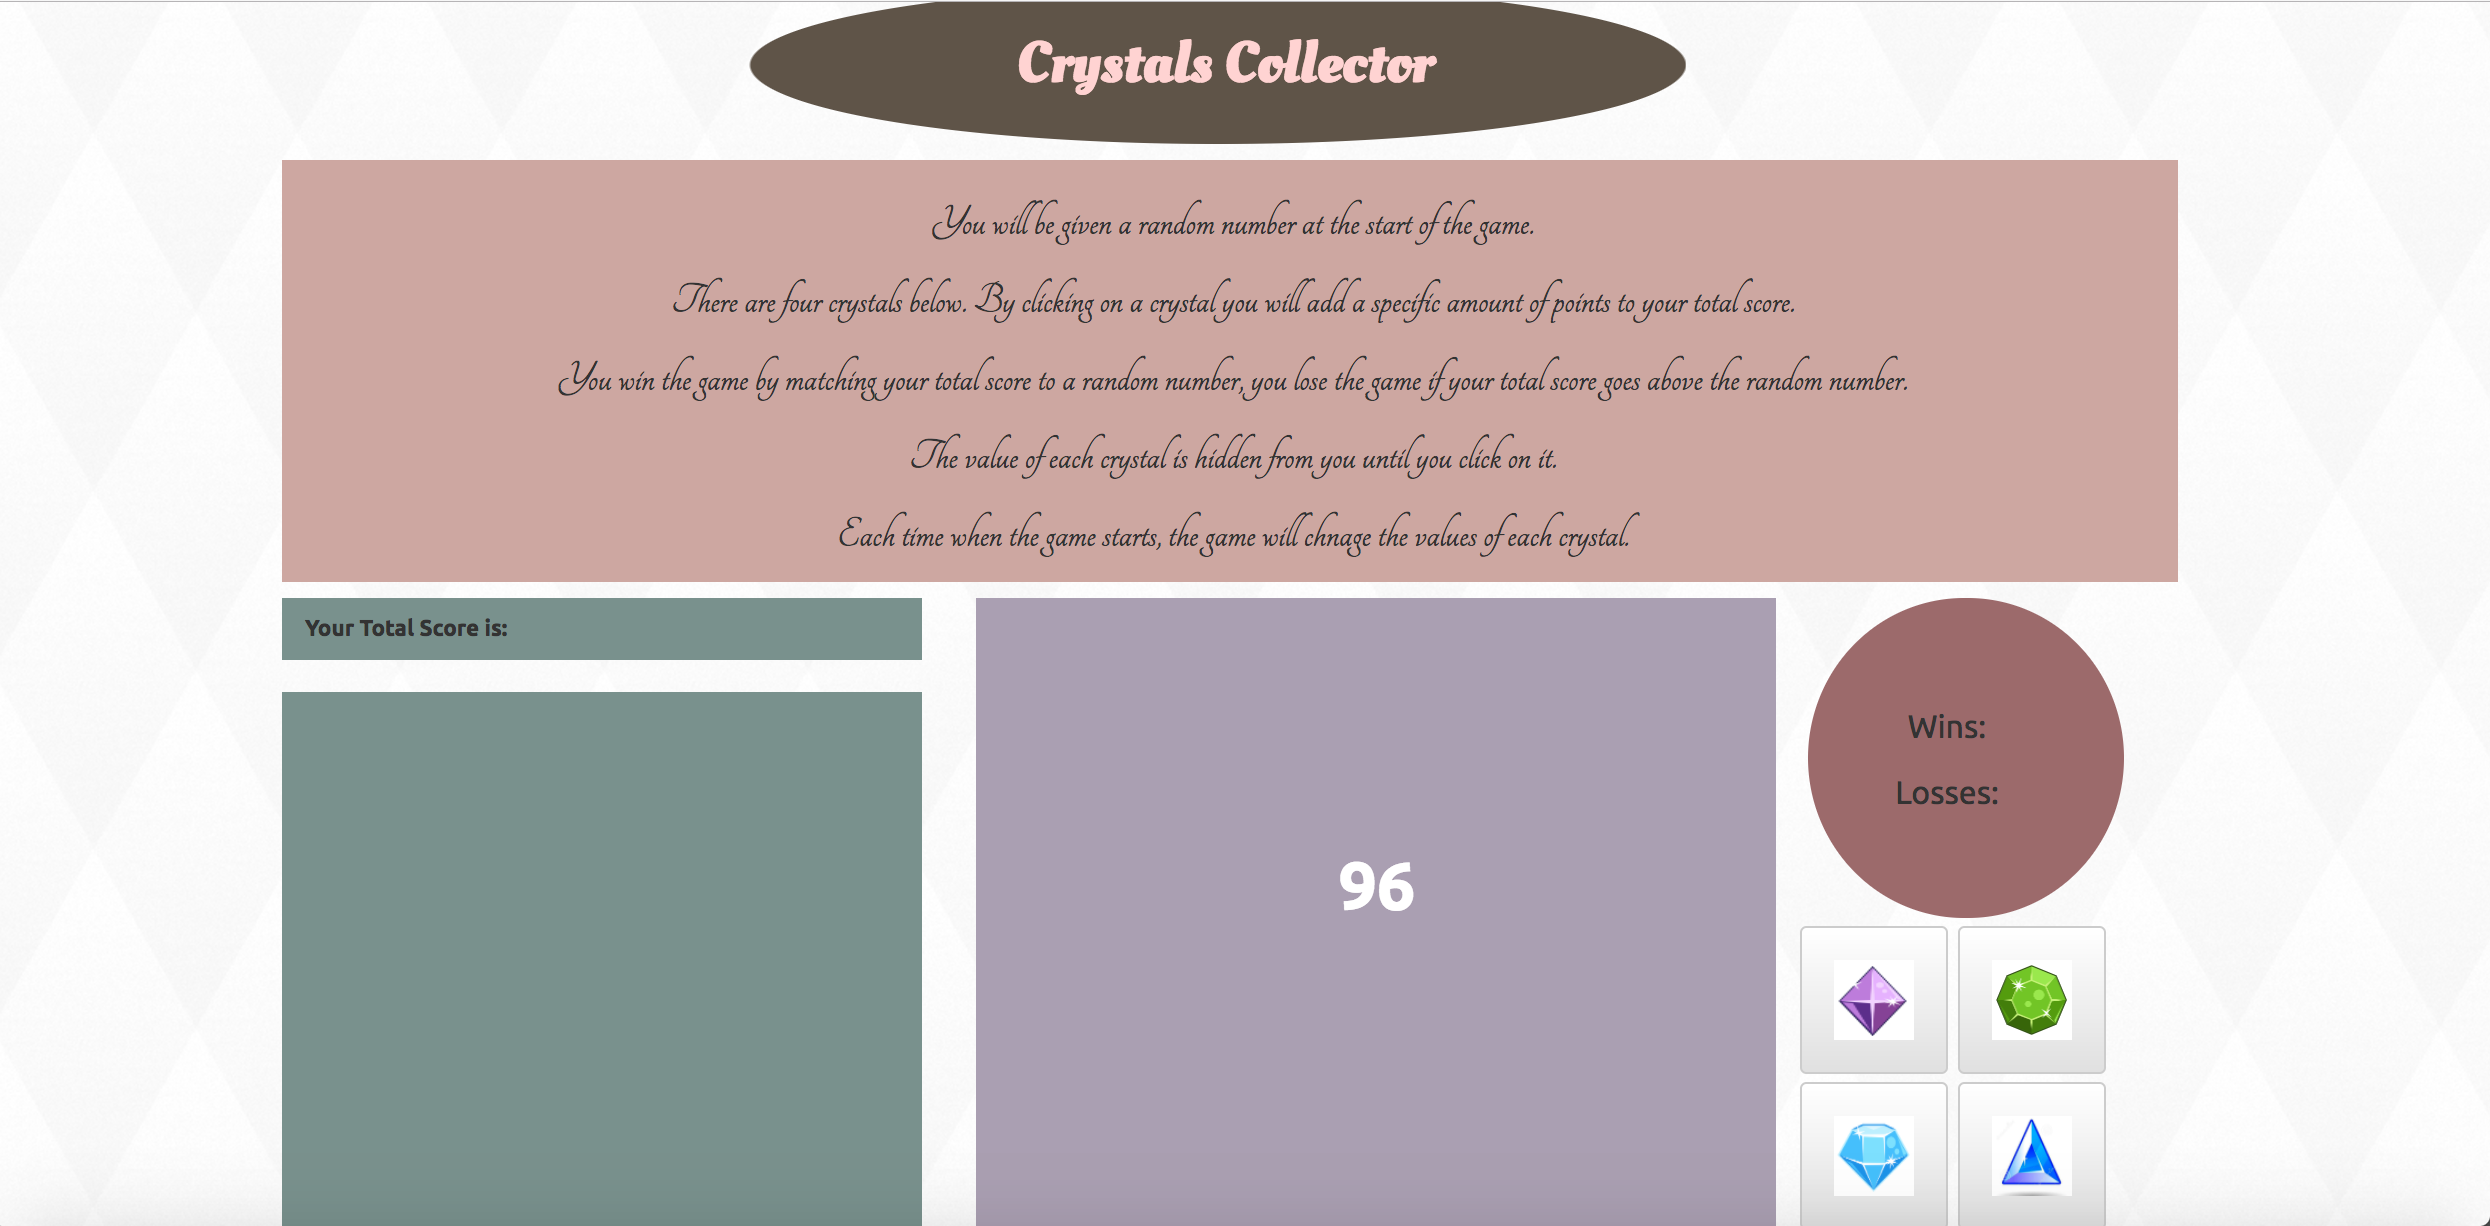 Crystals Collector
You will be given a random number at the start of the game.
There are four crystals below. By clicking on a crystal you will add a specific amount of points to your total score.
You win the game by matching your total score to a random number, you lose the game if your total score goes above the random number.
The value of each crystal is hidden from you until you click on it.
Each time when the game starts, the game will chnage the values of each crystal.
Your Total Score is:
96
Wins:
Losses: